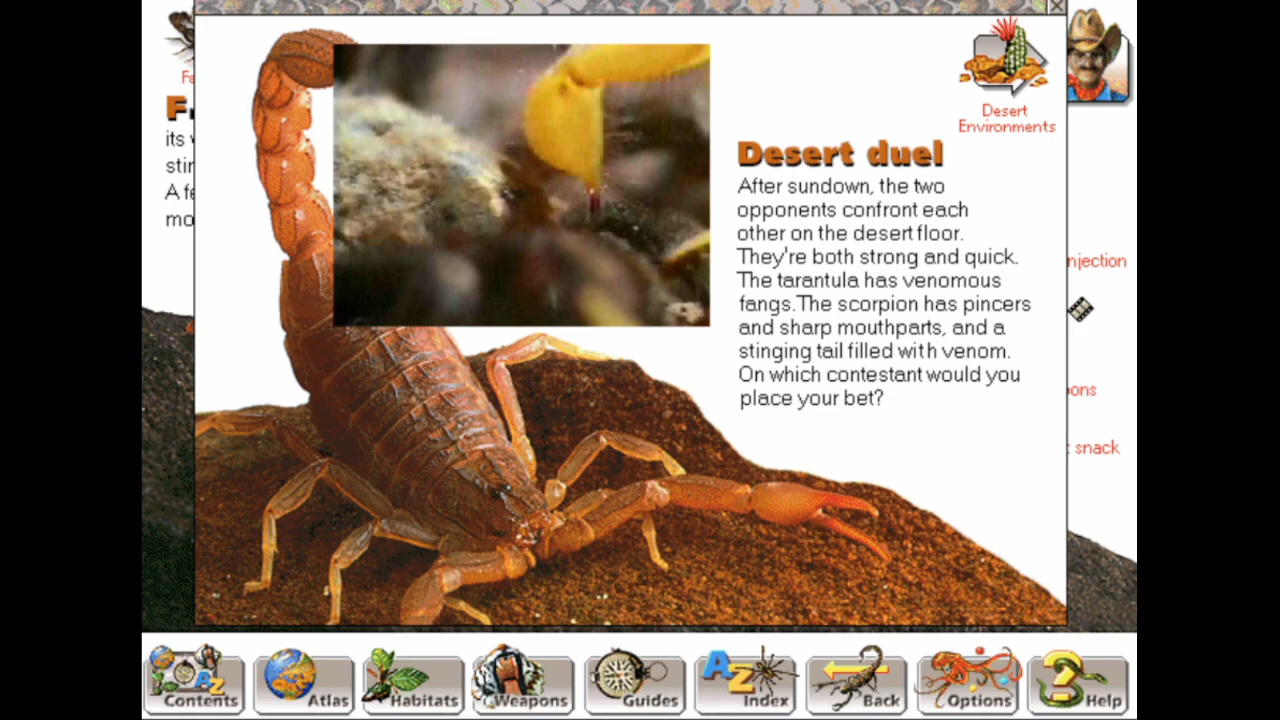 Desert
Environments
Desert duel
After sundown, the two
opponents confront each
other on the desert floor.
They're both strong and quick.
The tarantula has venomous
fangs.The scorpion has pincers
and sharp mouthparts, and a
stinging tail filled with venom.
On which contestant would you
place your bet?
its
A fe
mo
njection
snack
Contents
Atlas
Habitats
Weapons
Guides
AZ
Index
Back
Options
?
Help